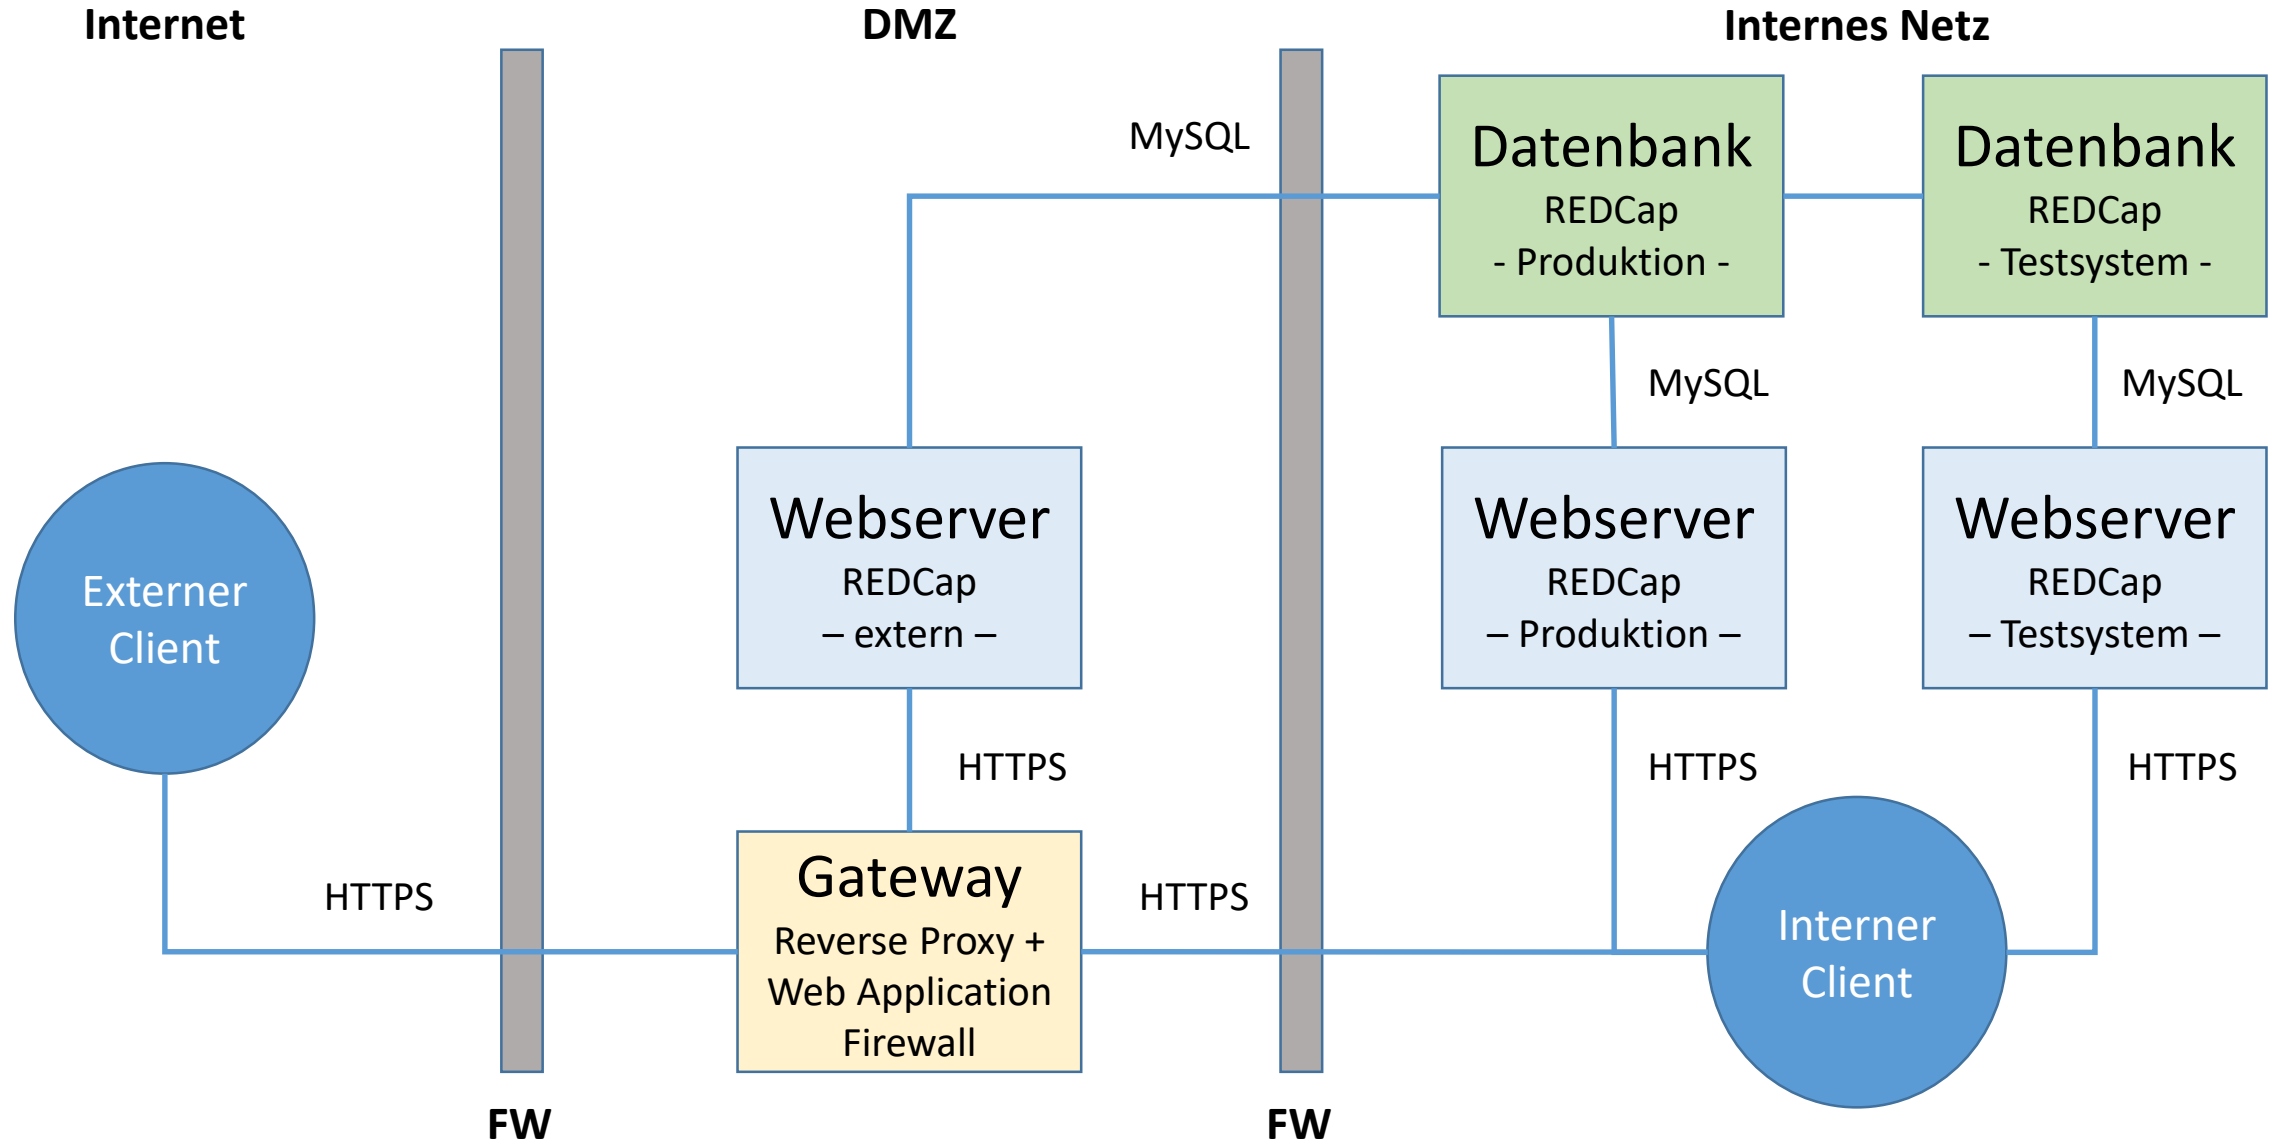 Internet
DMZ
Internes Netz
MySQL
Datenbank
REDCap
- Produktion -
Datenbank
REDCap
- Testsystem -
MySQL
MySQL
Externer
Client
Webserver
REDCap
– extern –
Webserver
REDCap
– Produktion –
Webserver
REDCap
– Testsystem –
HTTPS
HTTPS
HTTPS
HTTPS
Gateway
Reverse Proxy +
Web Application
Firewall
HTTPS
Interner
Client
FW
FW